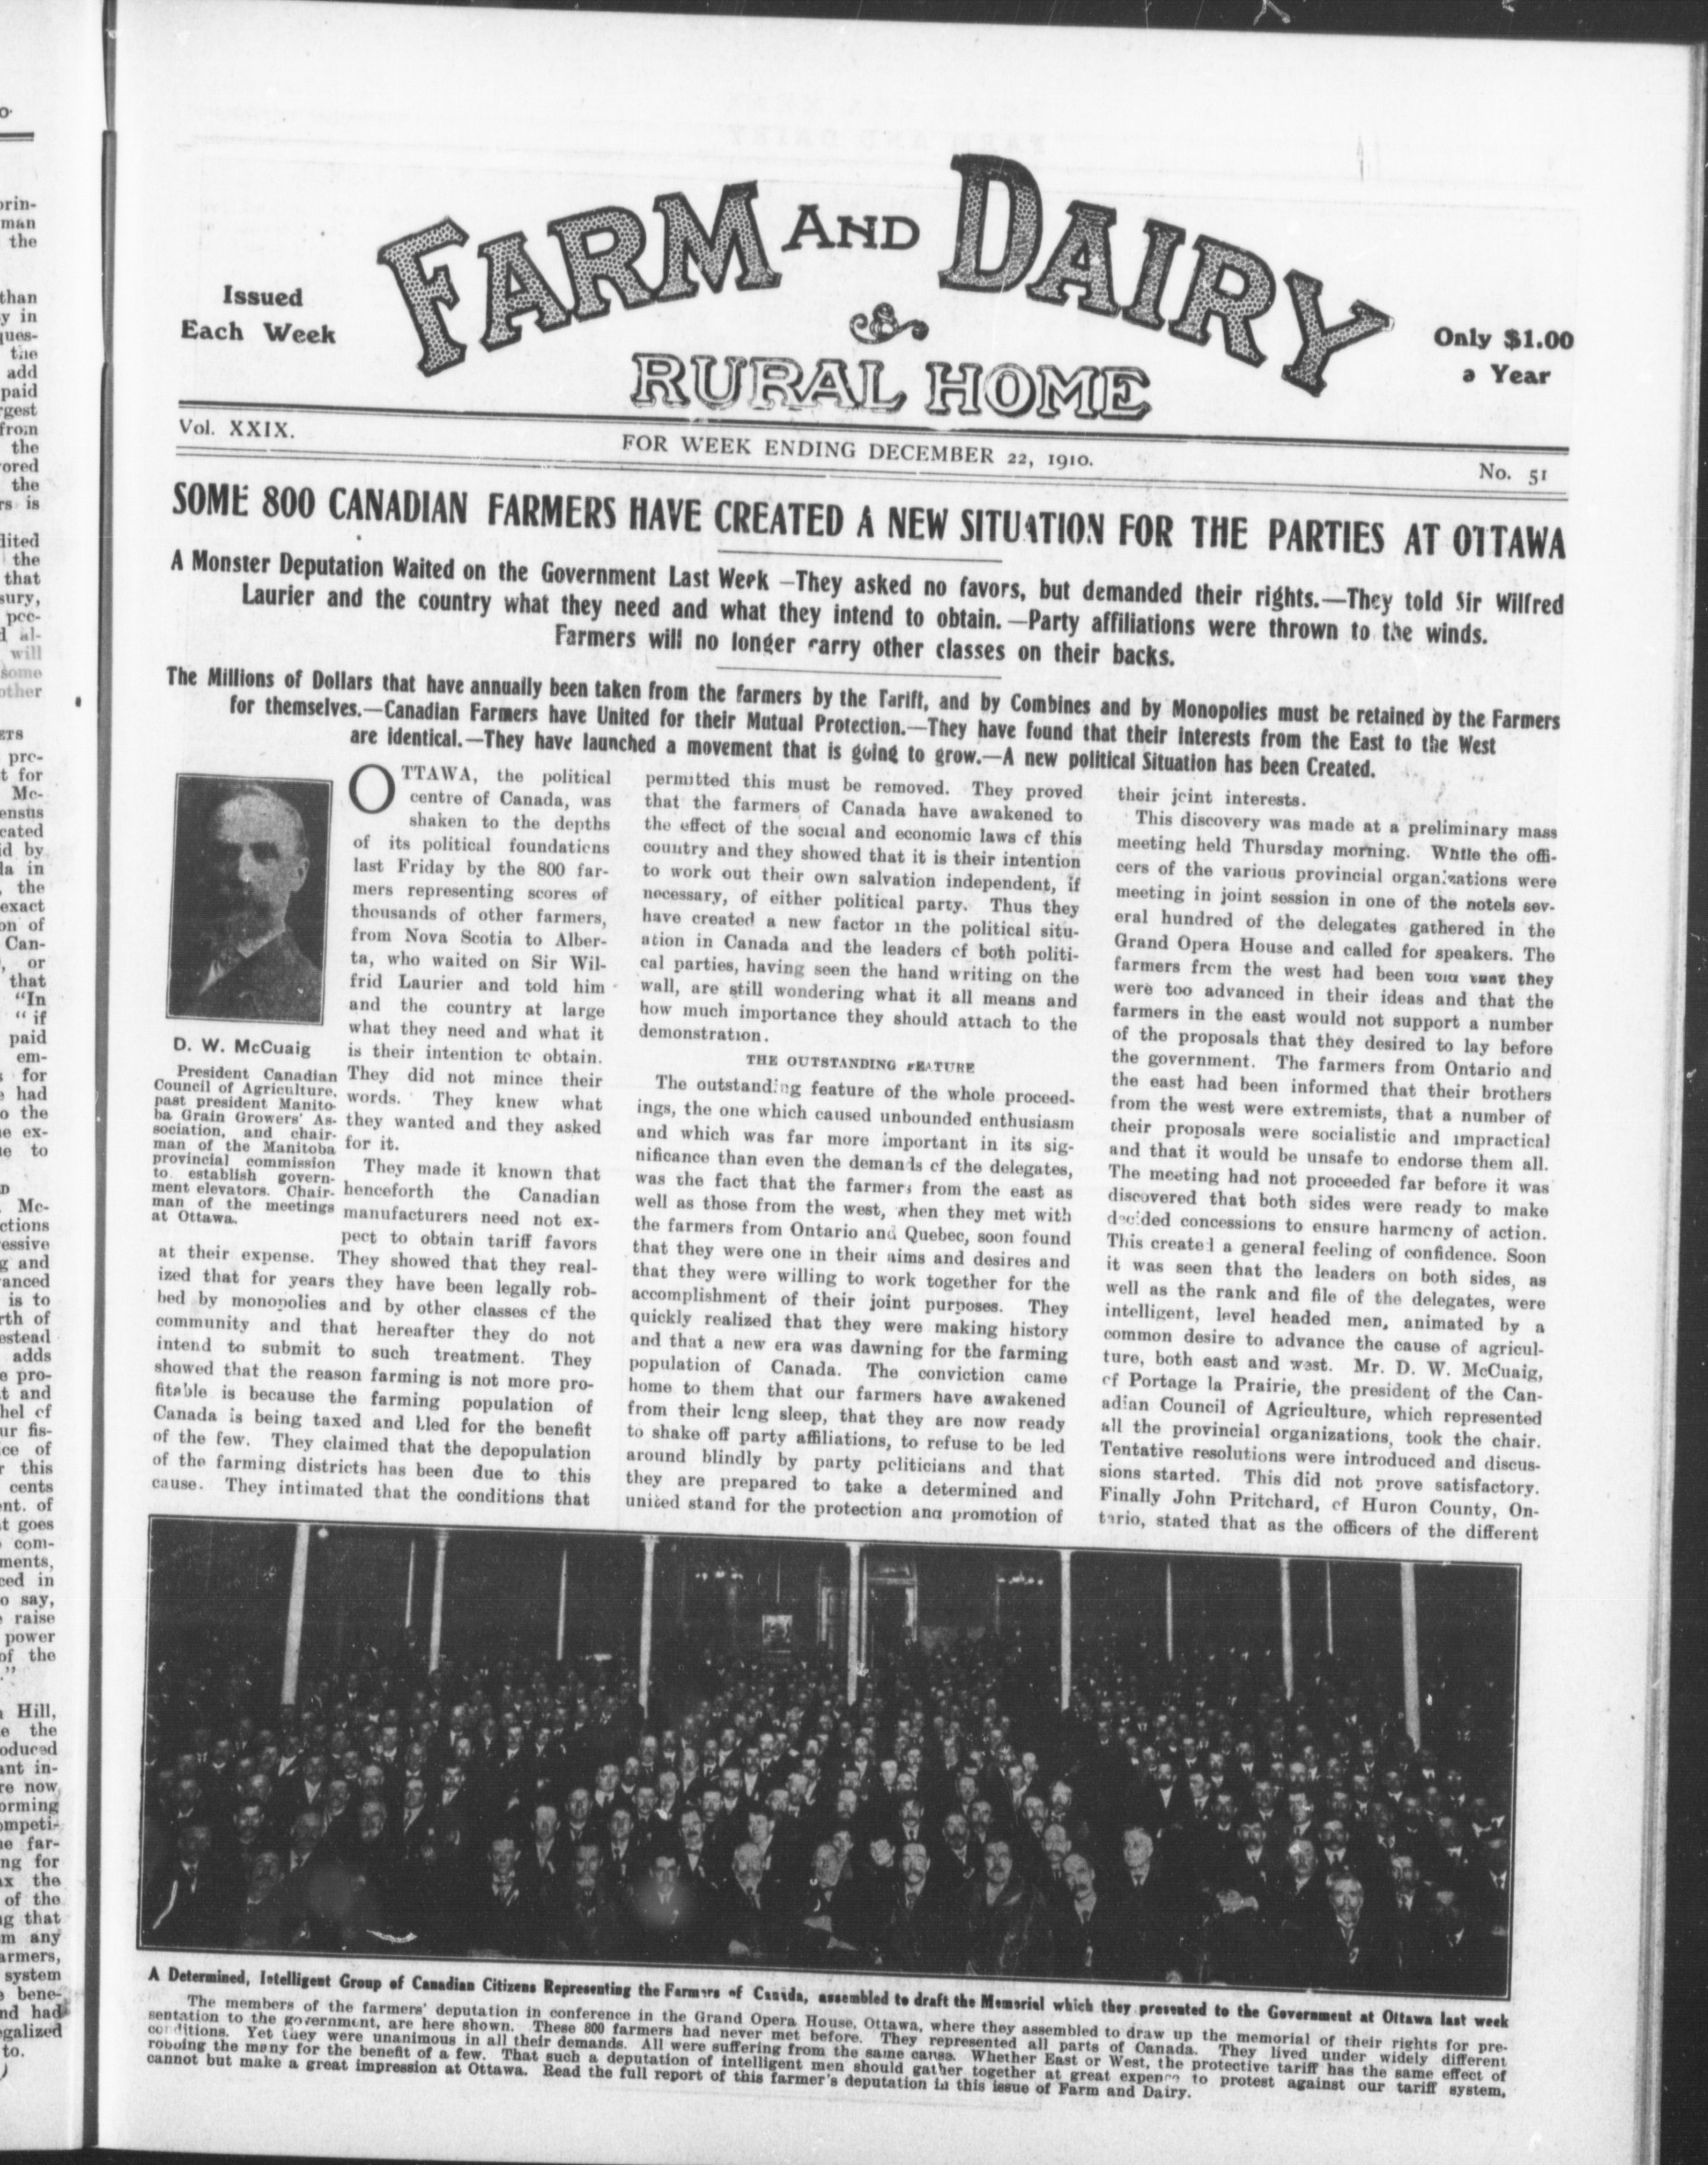 FARM AND DAIRY
&
RURAL HOME
Issued
Each Week
Only $1.00
a Year
Vol. XXIX.
FOR WEEK ENDING DECEMBER 22, 1910.
No. 51
SOME 800 CANADIAN FARMERS HAVE CREATED A NEW SITUATION FOR THE PARTIES AT OTTAWA
A Monster Deputation Waited on the Government Last Week —They asked no favors, but demanded their rights.—They told Sir Wilfred
Laurier and the country what they need and what they intend to obtain.—Party affiliations were thrown to the winds.
Farmers will no longer carry other classes on their backs.
The Millions of Dollars that have annually been taken from the farmers by the Tariff, and by Combines and by Monopolies must be retained by the Farmers
for themselves.—Canadian Farmers have United for their Mutual Protection.—They have found that their interests from the East to the West
are identical.—They have launched a movement that is going to grow.—A new political Situation has been Created.
D. W. McCuaig
President Canadian
Council of Agriculture,
past president Manito-
ba Grain Growers' As-
sociation, and chair-
man of the Manitoba
provincial commission
to establish govern-
ment elevators. Chair-
man of the meetings
at Ottawa.
OTTAWA, the political
centre of Canada, was
shaken to the depths
of its political foundations
last Friday by the 800 far-
mers representing scores of
thousands of other farmers,
from Nova Scotia to Alber-
ta, who waited on Sir Wil-
frid Laurier and told him
and the country at large
what they need and what it
is their intention to obtain.
They did not mince their
words. They knew what
they wanted and they asked
for it.
They made it known that
henceforth the Canadian
manufacturers need not ex-
pect to obtain tariff favors
at their expense. They showed that they real-
ized that for years they have been legally rob-
bed by monopolies and by other classes of the
community and that hereafter they do not
intend to submit to such treatment. They
showed that the reason farming is not more pro-
fitable is because the farming population of
Canada is being taxed and bled for the benefit
of the few. They claimed that the depopulation
of the farming districts has been due to this
cause. They intimated that the conditions that
permitted this must be removed. They proved
that the farmers of Canada have awakened to
the effect of the social and economic laws of this
country and they showed that it is their intention
to work out their own salvation independent, if
necessary, of either political party. Thus they
have created a new factor in the political situ-
ation in Canada and the leaders of both politi-
cal parties, having seen the hand writing on the
wall, are still wondering what it all means and
how much importance they should attach to the
demonstration.
THE OUTSTANDING FEATURE
The outstanding feature of the whole proceed-
ings, the one which caused unbounded enthusiasm
and which was far more important in its sig-
nificance than even the demands of the delegates,
was the fact that the farmers from the east as
well as those from the west, when they met with
the farmers from Ontario and Quebec, soon found
that they were one in their aims and desires and
that they were willing to work together for the
accomplishment of their joint purposes. They
quickly realized that they were making history
and that a new era was dawning for the farming
population of Canada. The conviction came
home to them that our farmers have awakened
from their long sleep, that they are now ready
to shake off party affiliations, to refuse to be led
around blindly by party politicians and that
they are prepared to take a determined and
united stand for the protection and promotion of
their joint interests.
This discovery was made at a preliminary mass
meeting held Thursday morning. While the offi-
cers of the various provincial organizations were
meeting in joint session in one of the hotels sev-
eral hundred of the delegates gathered in the
Grand Opera House and called for speakers. The
farmers from the west had been told that they
were too advanced in their ideas and that the
farmers in the east would not support a number
of the proposals that they desired to lay before
the government. The farmers from Ontario and
the east had been informed that their brothers
from the west were extremists, that a number of
their proposals were socialistic and impractical
and that it would be unsafe to endorse them all.
The meeting had not proceeded far before it was
discovered that both sides were ready to make
decided concessions to ensure harmony of action.
This created a general feeling of confidence. Soon
it was seen that the leaders on both sides, as
well as the rank and file of the delegates, were
intelligent, level headed men, animated by a
common desire to advance the cause of agricul-
ture, both east and west. Mr. D. W. McCuaig,
of Portage la Prairie, the president of the Can-
adian Council of Agriculture, which represented
all the provincial organizations, took the chair.
Tentative resolutions were introduced and discus-
sions started. This did not prove satisfactory.
Finally John Pritchard, of Huron County, On-
tario, stated that as the officers of the different
A Determined, Intelligent Group of Canadian Citizens Representing the Farmers of Canada, assembled to draft the Memorial which they presented to the Government at Ottawa last week
The members of the farmers' deputation in conference in the Grand Opera House, Ottawa, where they assembled to draw up the memorial of their rights for pre-
sentation to the government, are here shown. These 800 farmers had never met before. They represented all parts of Canada. They lived under widely different
conditions. Yet they were unanimous in all their demands. All were suffering from the same cause. Whether East or West, the protective tariff has the same effect of
robbing the many for the benefit of a few. That such a deputation of intelligent men should gather together at great expense to protest against our tariff system,
cannot but make a great impression at Ottawa. Read the full report of this farmer's deputation in this issue of Farm and Dairy.